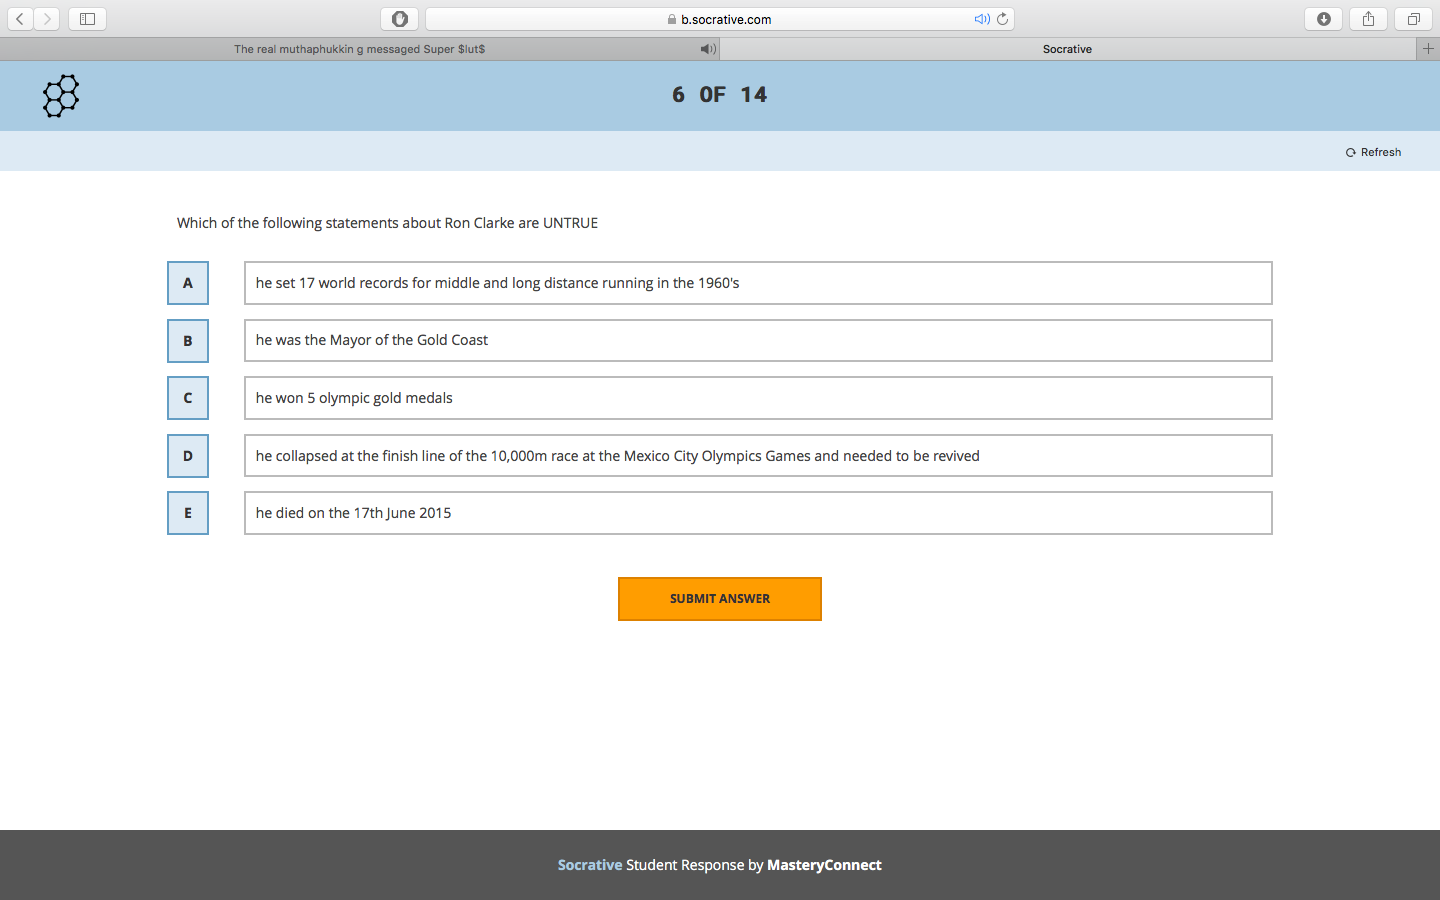 b.socrative.com
The real muthaphukkin g messaged Super $lut$
Socrative
6 OF 14
Refresh
Which of the following statements about Ron Clarke are UNTRUE
A he set 17 world records for middle and long distance running in the 1960's
B he was the Mayor of the Gold Coast
C he won 5 olympic gold medals
D he collapsed at the finish line of the 10,000m race at the Mexico City Olympics Games and needed to be revived
E he died on the 17th June 2015
SUBMIT ANSWER
Socrative Student Response by MasteryConnect